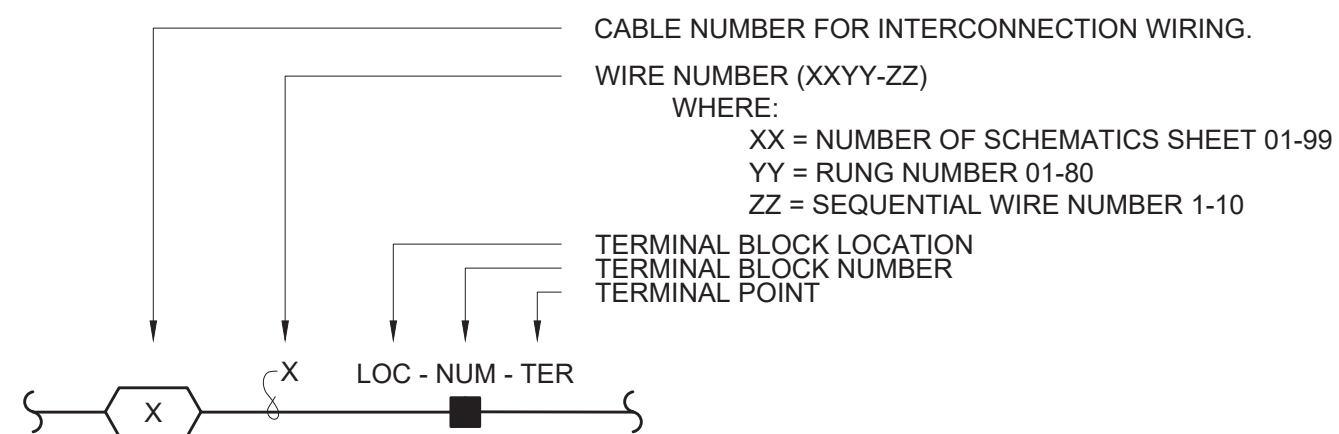 CABLE NUMBER FOR INTERCONNECTION WIRING.
WIRE NUMBER (XXYY-ZZ)
WHERE:
XX = NUMBER OF SCHEMATICS SHEET 01-99
YY = RUNG NUMBER 01-80
ZZ = SEQUENTIAL WIRE NUMBER 1-10
TERMINAL BLOCK LOCATION
TERMINAL BLOCK NUMBER
TERMINAL POINT
X LOC - NUM - TER
X